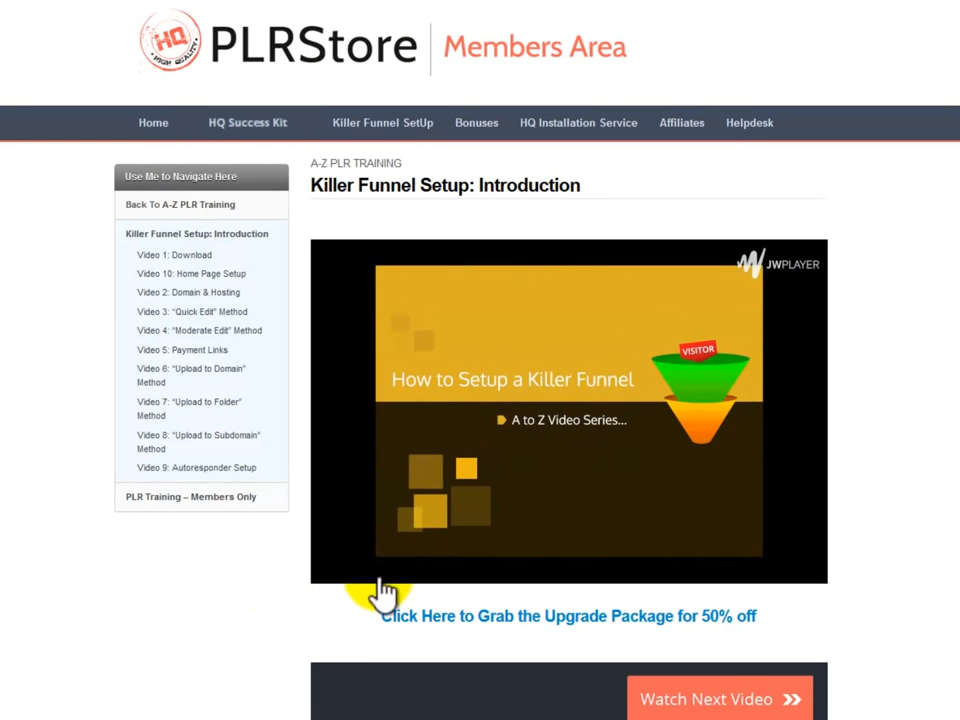 HQ
HIGH QUALITY
PLRStore
Members Area
Home HQ Success Kit Killer Funnel SetUp Bonuses HQ Installation Service Affiliates Helpdesk
Use Me to Navigate Here
Back To A-Z PLR Training
Killer Funnel Setup: Introduction
Video 1: Download
Video 10: Home Page Setup
Video 2: Domain & Hosting
Video 3: “Quick Edit” Method
Video 4: “Moderate Edit” Method
Video 5: Payment Links
Video 6: “Upload to Domain”
Method
Video 7: “Upload to Folder”
Method
Video 8: “Upload to Subdomain”
Method
Video 9: Autoresponder Setup
PLR Training – Members Only
A-Z PLR TRAINING
Killer Funnel Setup: Introduction
JWPLAYER
VISITOR
How to Setup a Killer Funnel
A to Z Video Series...
Click Here to Grab the Upgrade Package for 50% off
Watch Next Video